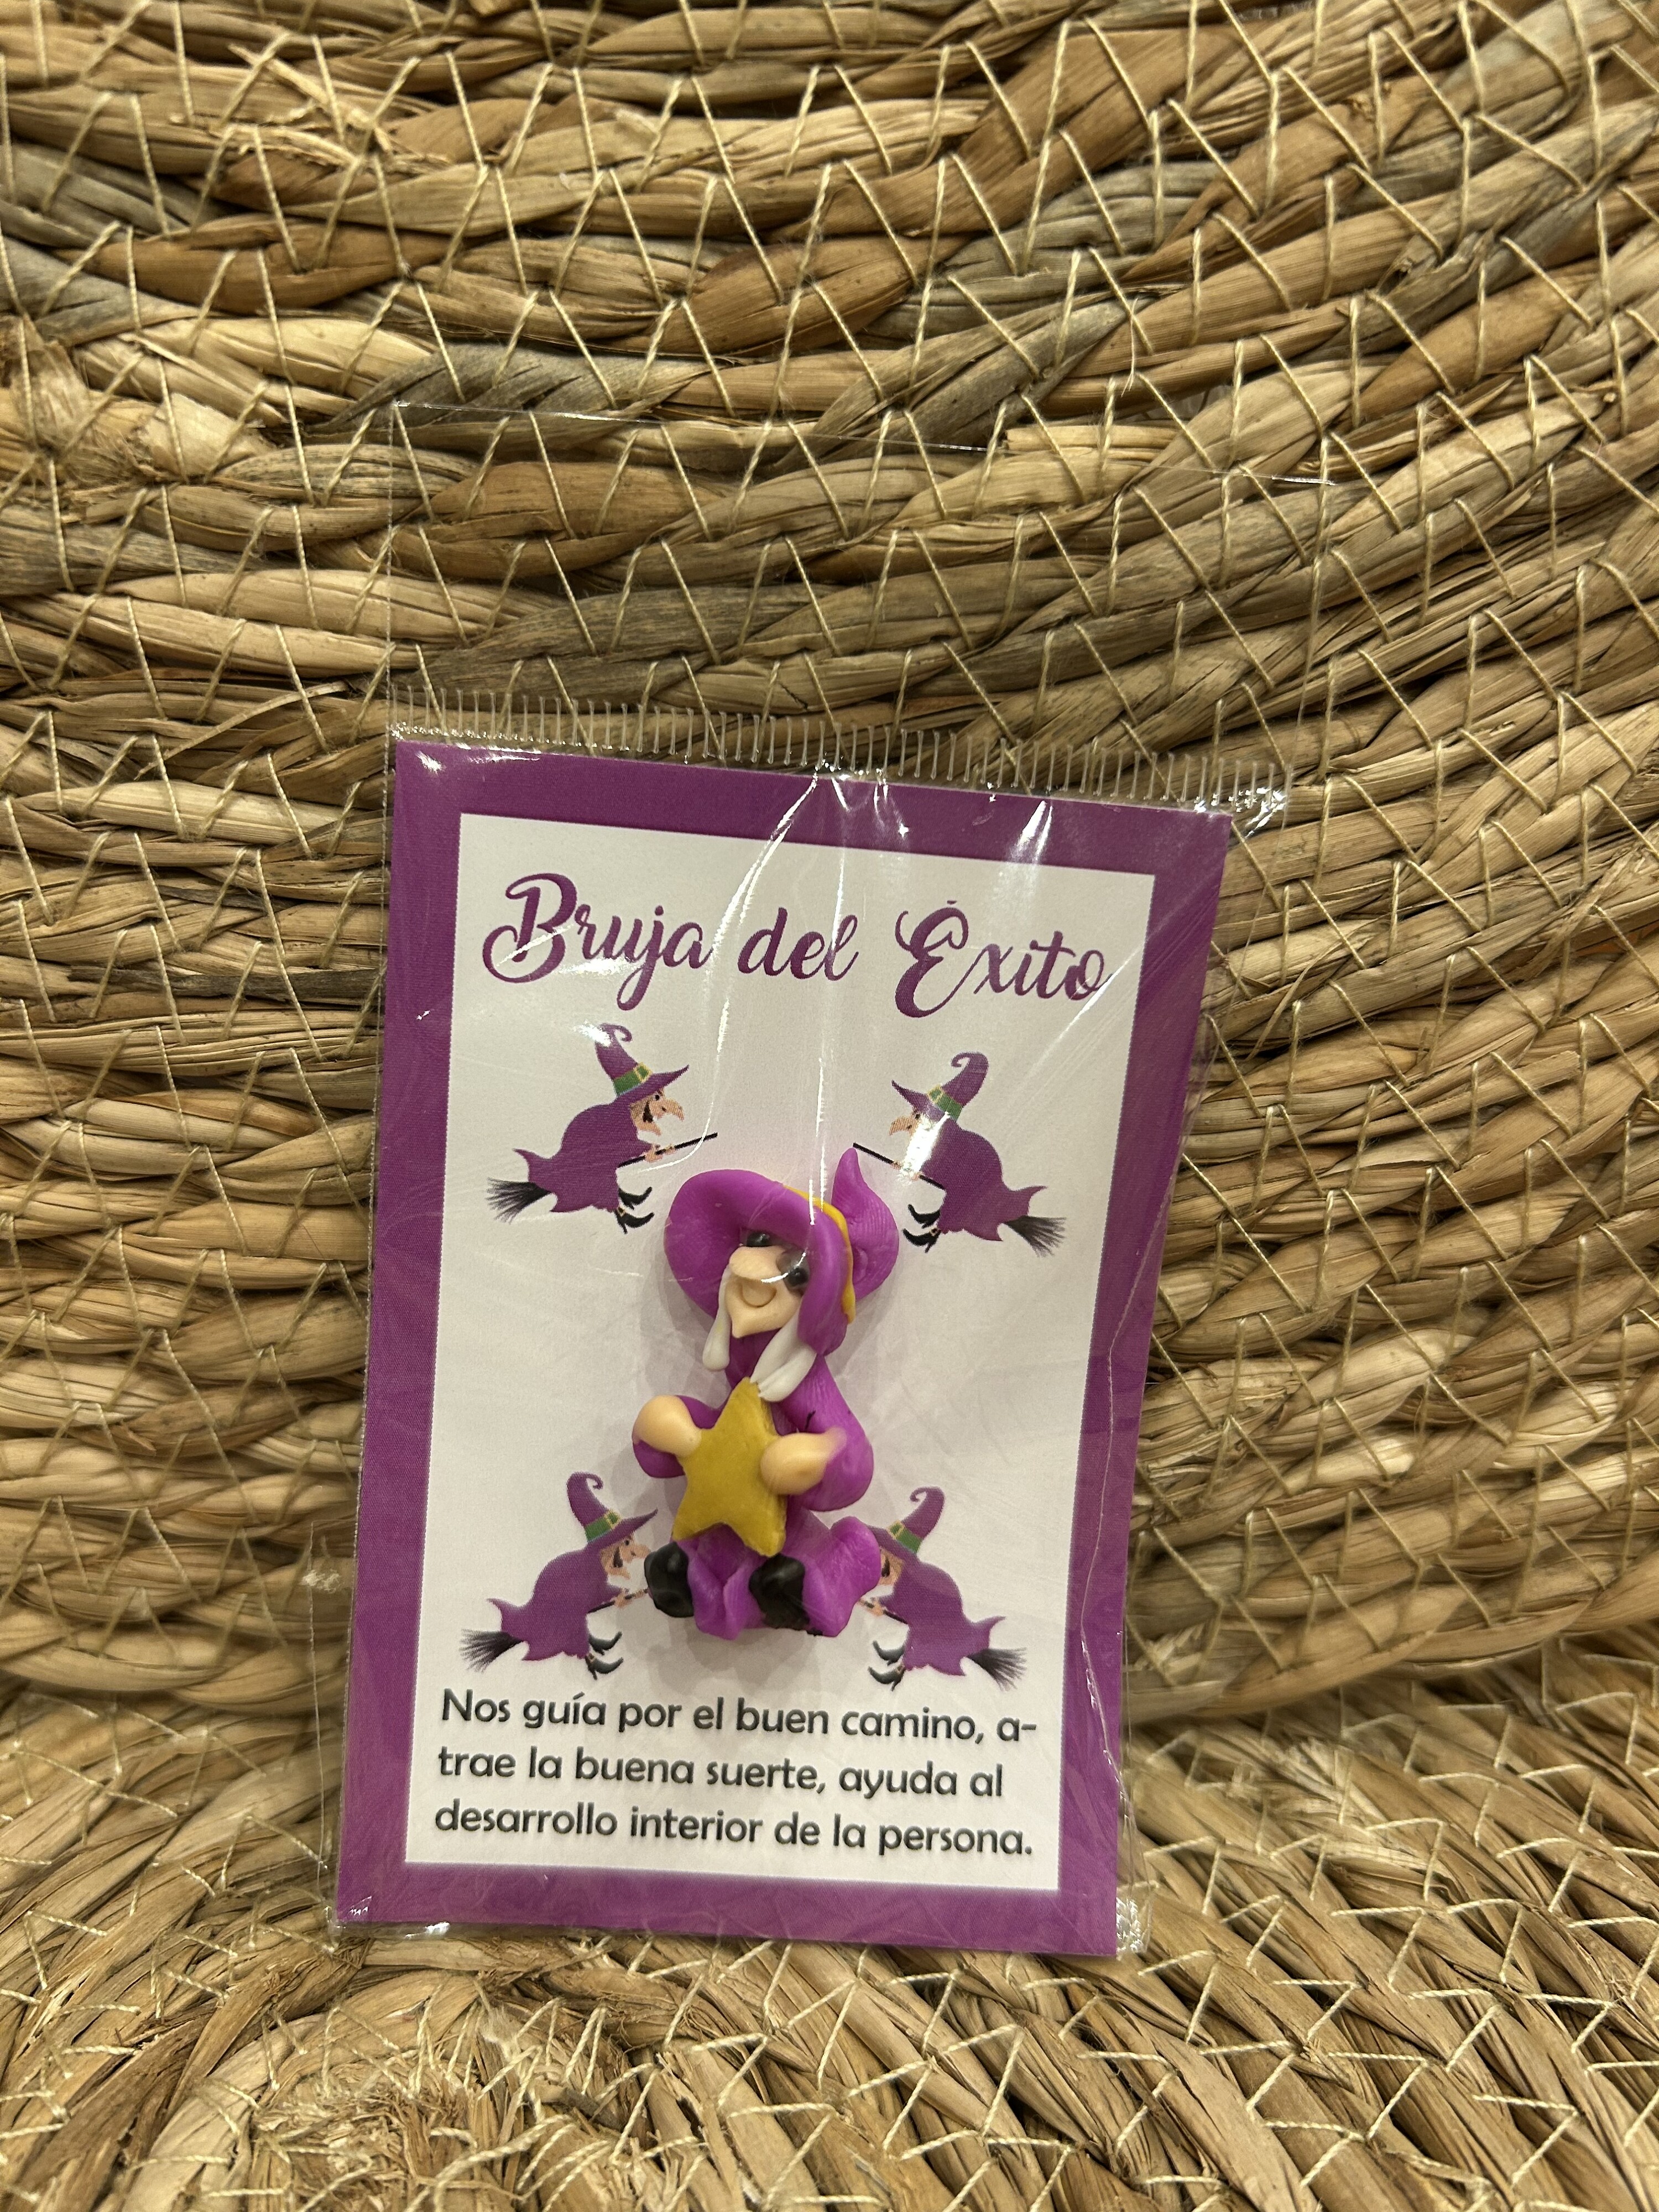 Bruja del Éxito
Nos guía por el buen camino, a-
trae la buena suerte, ayuda al
desarrollo interior de la persona.